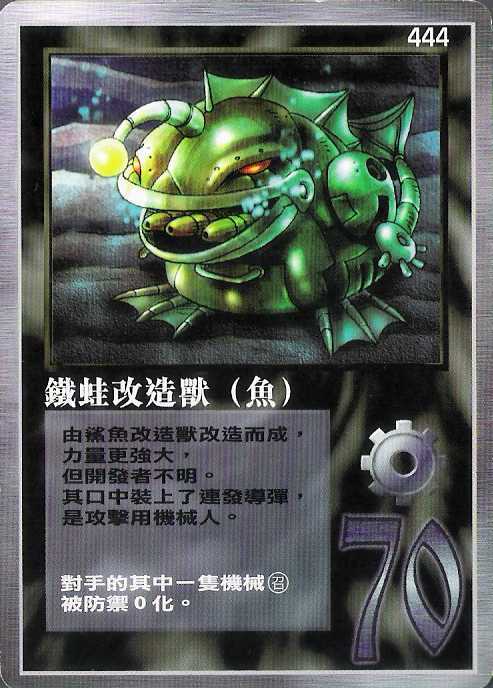 444
鐵蛙改造獸（魚）
由鯊魚改造獸改造而成，
力量更強大，
但開發者不明。
其口中裝上了連發導彈，
是攻擊用機械人。
對手的其中一隻機械㊁
被防禦0化。
70